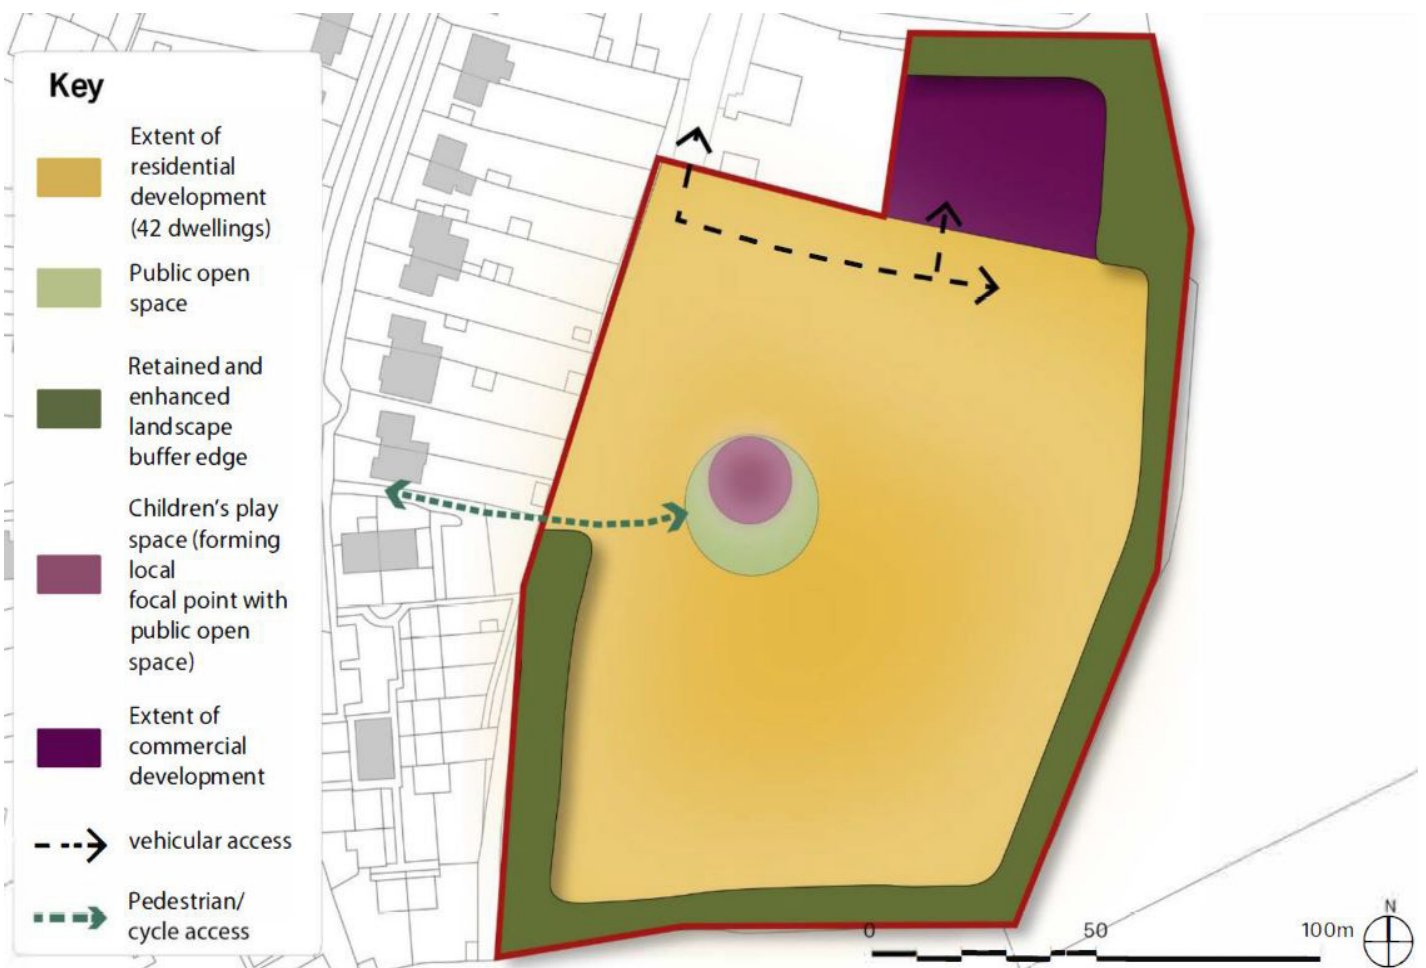 Key
Extent of
residential
development
(42 dwellings)
Public open
space
Retained and
enhanced
landscape
buffer edge
Children's play
space (forming
local
focal point with
public open
space)
Extent of
commercial
development
vehicular access
Pedestrian/
cycle access
0 50 100m
N